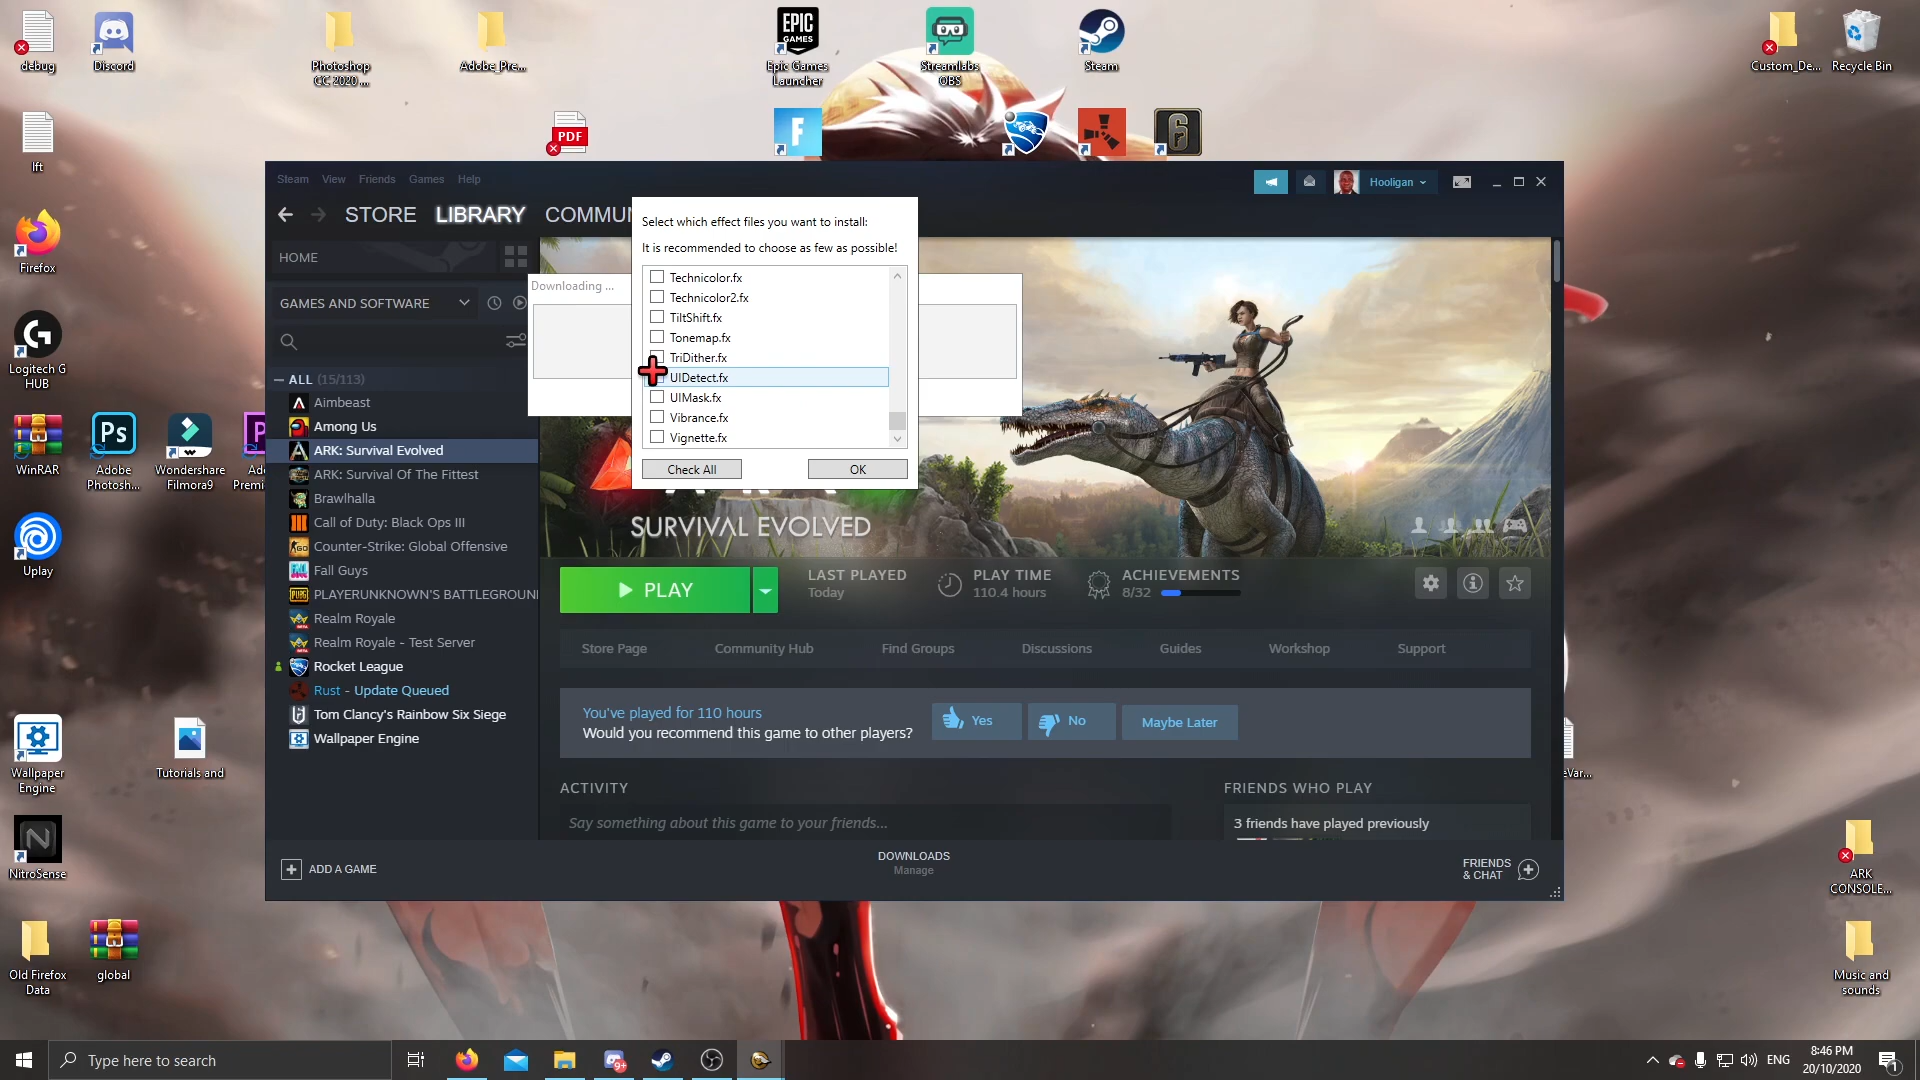 debug
Discord
Photoshop
CC 2020 ...
Adobe_Pre...
EPIC
GAMES
Epic Games
Launcher
Streamlabs
OBS
Steam
Custom_De...
Recycle Bin
lft
PDF
Firefox
Logitech G
HUB
WinRAR
Ps
Adobe
Photosh...
Wondershare
Filmora9
Ad
Premi
Uplay
Wallpaper
Engine
Tutorials and
NitroSense
Old Firefox
Data
global
ARK
CONSOLE...
Music and
sounds
eVar...
Steam View Friends Games Help
Hooligan
STORE LIBRARY COMMUN
HOME
GAMES AND SOFTWARE
ALL (15/113)
Aimbeast
Among Us
ARK: Survival Evolved
ARK: Survival Of The Fittest
Brawlhalla
Call of Duty: Black Ops III
Counter-Strike: Global Offensive
Fall Guys
PLAYERUNKNOWN'S BATTLEGROUN
Realm Royale
Realm Royale - Test Server
Rocket League
Rust - Update Queued
Tom Clancy's Rainbow Six Siege
Wallpaper Engine
Downloading ...
Select which effect files you want to install:
It is recommended to choose as few as possible!
Technicolor.fx
Technicolor2.fx
TiltShift.fx
Tonemap.fx
TriDither.fx
UIDetect.fx
UIMask.fx
Vibrance.fx
Vignette.fx
Check All
OK
SURVIVAL EVOLVED
PLAY
LAST PLAYED
Today
PLAY TIME
110.4 hours
ACHIEVEMENTS
8/32
Store Page Community Hub Find Groups Discussions Guides Workshop Support
You've played for 110 hours
Would you recommend this game to other players?
Yes
No
Maybe Later
ACTIVITY
Say something about this game to your friends...
FRIENDS WHO PLAY
3 friends have played previously
ADD A GAME
DOWNLOADS
Manage
FRIENDS
& CHAT
Type here to search
9+
ENG
8:46 PM
20/10/2020
1